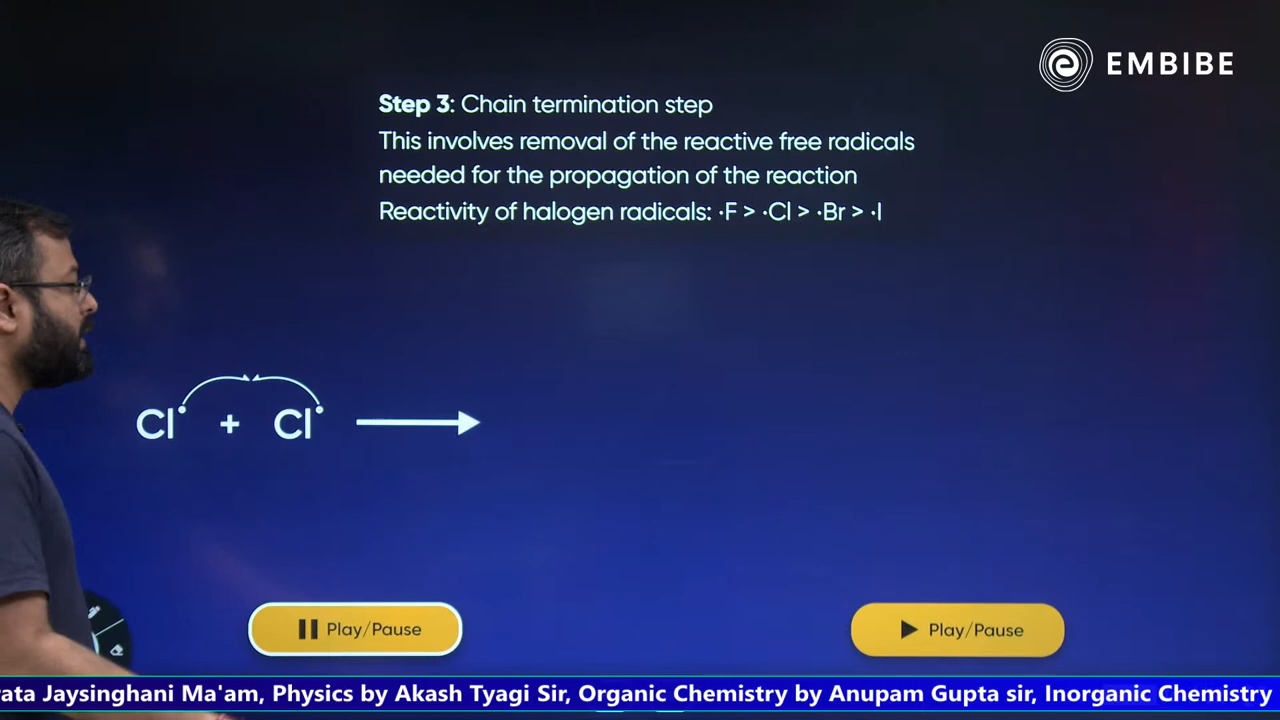 EMBIBE
Step 3: Chain termination step
This involves removal of the reactive free radicals
needed for the propagation of the reaction
Reactivity of halogen radicals: ·F > ·Cl > ·Br > ·I
Cl· + Cl· ⟶
Play/Pause
Play/Pause
Jaysinghani Ma'am, Physics by Akash Tyagi Sir, Organic Chemistry by Anupam Gupta sir, Inorganic Chemistry